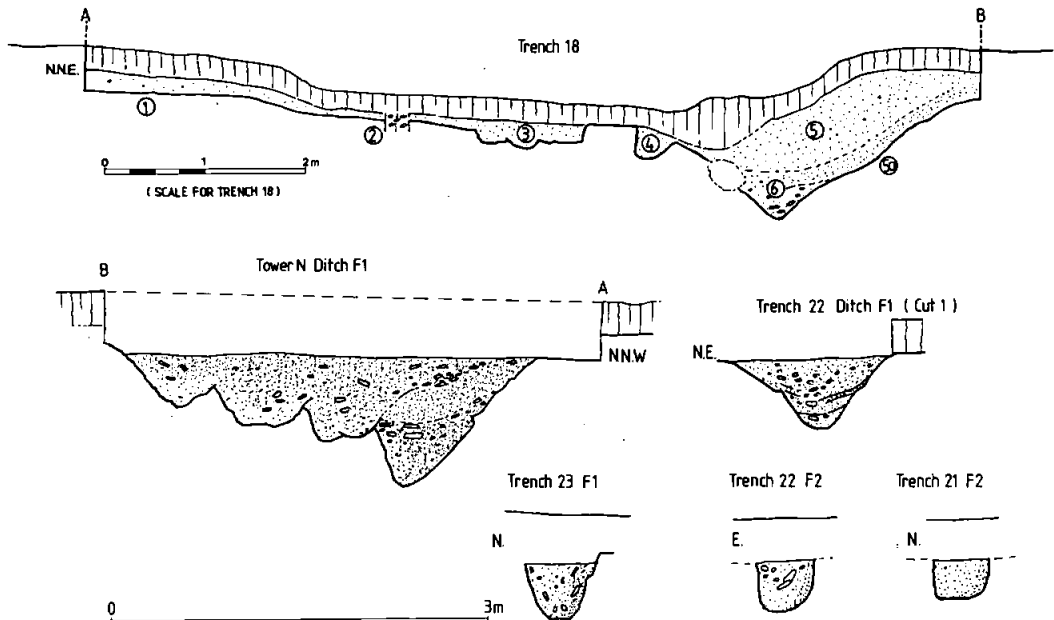 A
B
Trench 18
N.N.E.
1
2
3
4
5
5a
6
0 1 2m
(SCALE FOR TRENCH 18)
Tower N Ditch F1
B
A
N N.W
Trench 22 Ditch F1 (Cut 1)
N.E.
Trench 23 F1
Trench 22 F2
Trench 21 F2
N.
E.
N.
0 3m